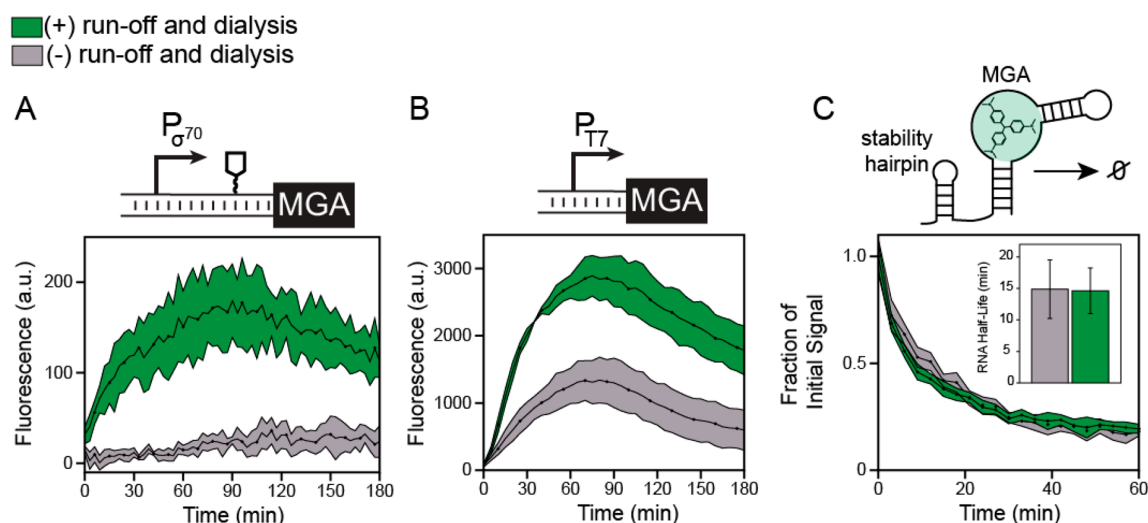 (+) run-off and dialysis
(-) run-off and dialysis
A
Pσ70
MGA
Fluorescence (a.u.)
200
100
0
0 30 60 90 120 150 180
Time (min)
B
PT7
MGA
Fluorescence (a.u.)
3000
2000
1000
0
0 30 60 90 120 150 180
Time (min)
C
MGA
stability
hairpin
Fraction of
Initial Signal
1.0
0.5
0
0 20 40 60
Time (min)
RNA Half-Life (min)
20
15
10
5
0